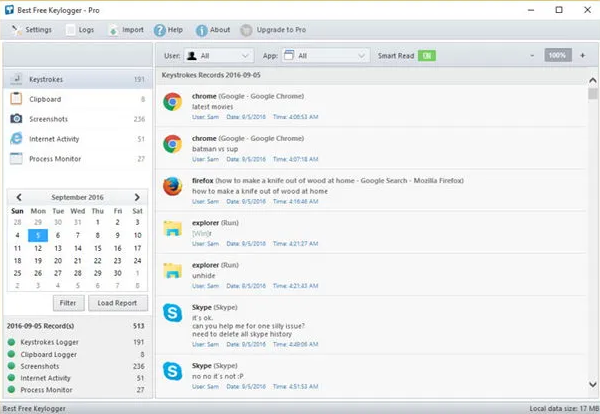 Best Free Keylogger - Pro
Settings Logs Import Help About Upgrade to Pro
User: All App: All Smart Read ON - 100% +
Keystrokes 191
Clipboard 8
Screenshots 236
Internet Activity 51
Process Monitor 27
September 2016
Sun Mon Tue Wed Thu Fri Sat
28 29 30 31 1 2 3
4 5 6 7 8 9 10
11 12 13 14 15 16 17
18 19 20 21 22 23 24
25 26 27 28 29 30 1
2 3 4 5 6 7 8
Filter Load Report
2016-09-05 Record(s) 513
Keystrokes Logger 191
Clipboard Logger 8
Screenshots 236
Internet Activity 51
Process Monitor 27
Keystrokes Records 2016-09-05
chrome (Google - Google Chrome)
latest movies
User: Sam Date: 9/5/2016 Time: 4:06:53 AM
chrome (Google - Google Chrome)
batman vs sup
User: Sam Date: 9/5/2016 Time: 4:07:18 AM
firefox (how to make a knife out of wood at home - Google Search - Mozilla Firefox)
how to make a knife out of wood at home
User: Sam Date: 9/5/2016 Time: 4:16:46 AM
explorer (Run)
[Win]r
User: Sam Date: 9/5/2016 Time: 4:21:27 AM
explorer (Run)
unhide
User: Sam Date: 9/5/2016 Time: 4:21:43 AM
Skype (Skype)
it's ok.
can you help me for one silly issue?
need to delete all skype history
User: Sam Date: 9/5/2016 Time: 4:49:06 AM
Skype (Skype)
no no it's not :P
User: Sam Date: 9/5/2016 Time: 4:51:53 AM
Best Free Keylogger Local data size: 17 MB